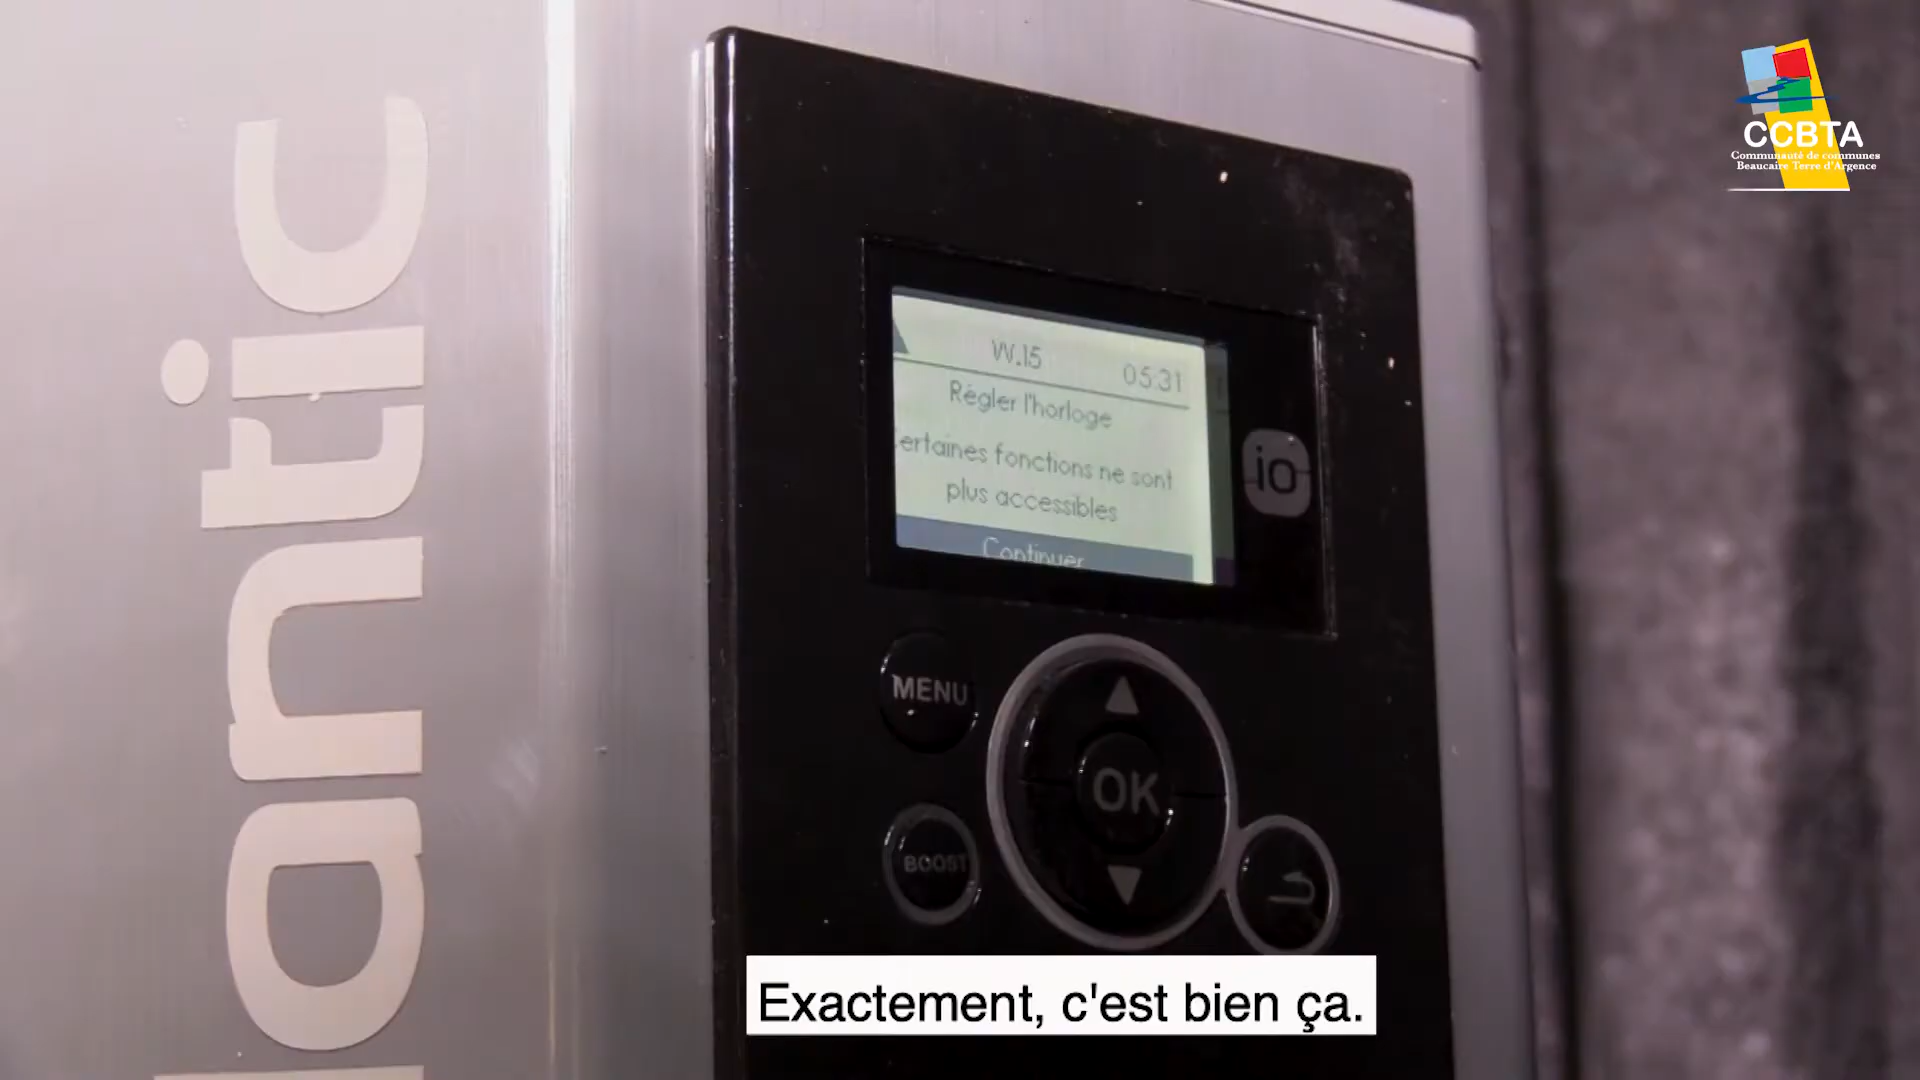 CCBTA
Communauté de communes
Beaucaire Terre d'Argence
lantic
W.15 05:31
Régler l'horloge
ertaines fonctions ne sont
plus accessibles
Continuer
io
MENU
OK
BOOST
Exactement, c'est bien ça.